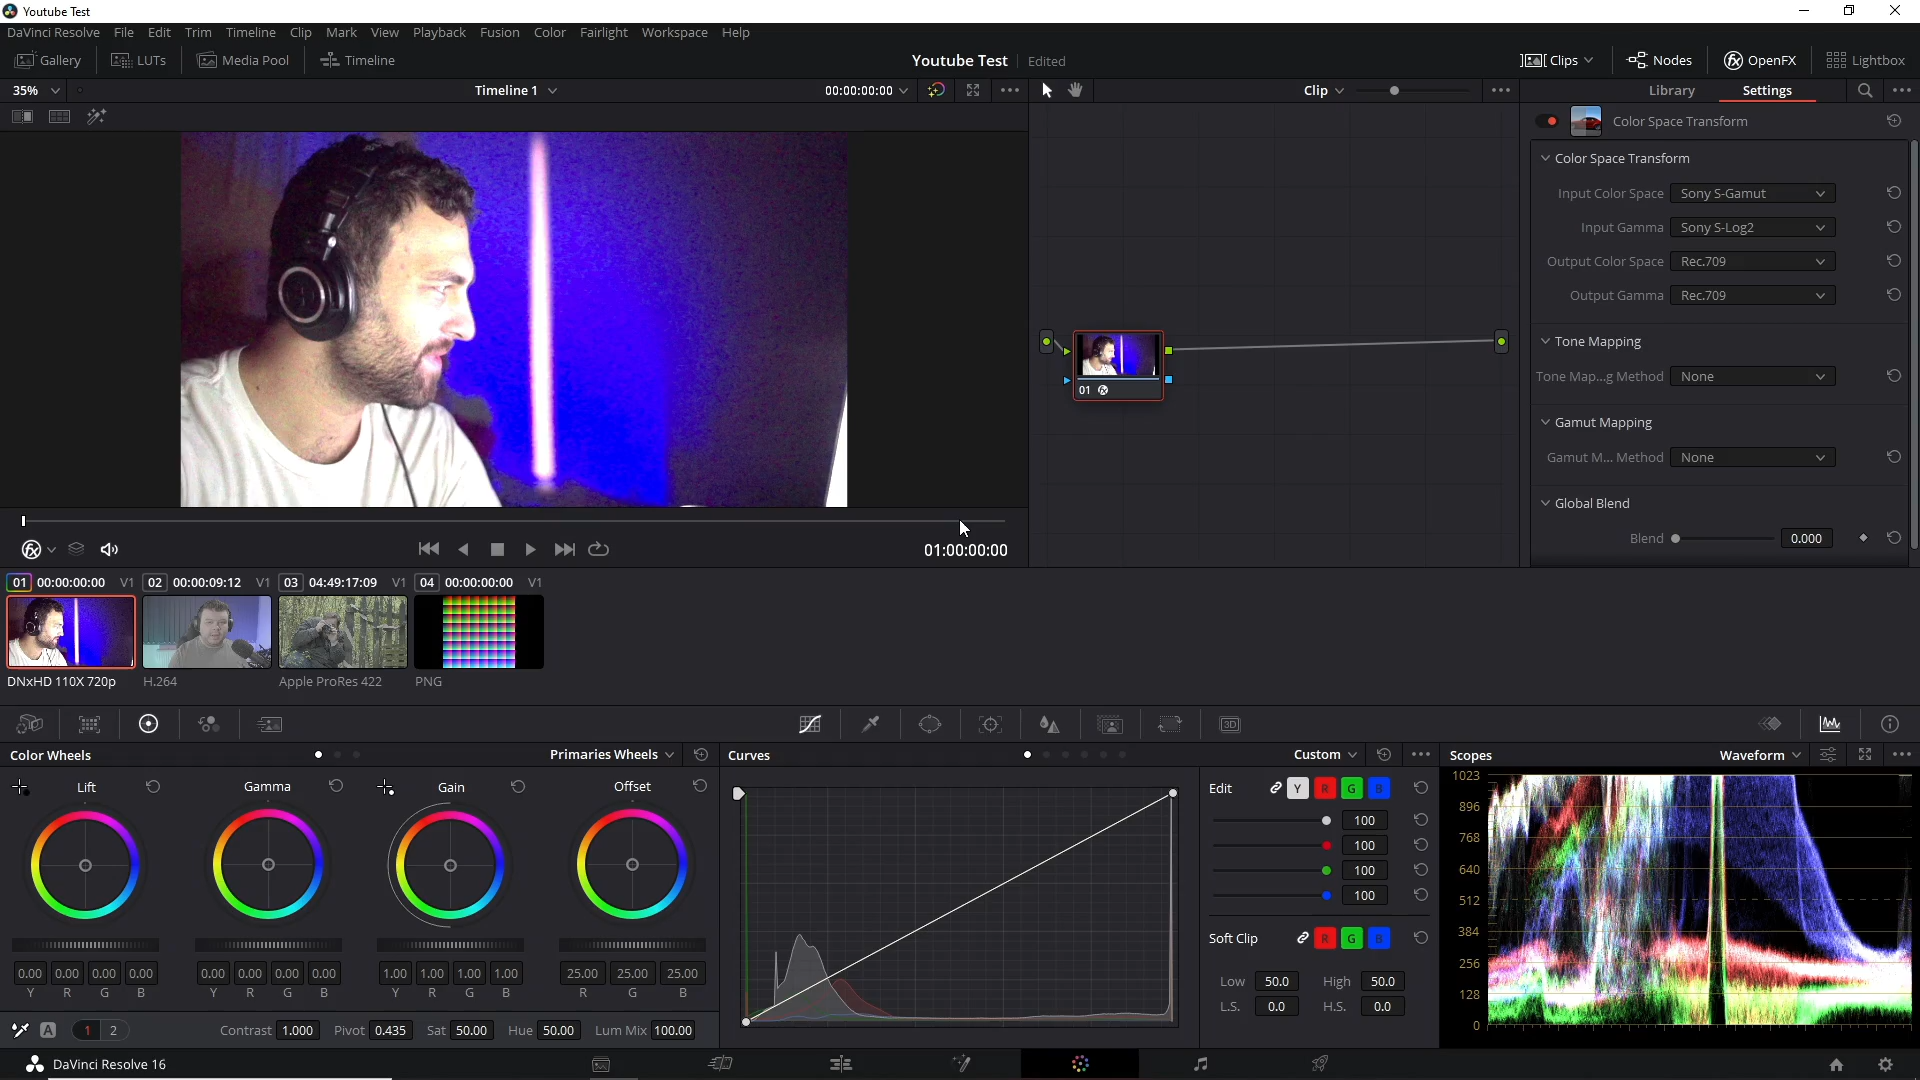 Youtube Test
DaVinci Resolve File Edit Trim Timeline Clip Mark View Playback Fusion Color Fairlight Workspace Help
Gallery LUTs Media Pool Timeline Youtube Test Edited Clips Nodes OpenFX Lightbox
35% Timeline 1 00:00:00:00 Clip Library Settings
Color Space Transform
Color Space Transform
Input Color Space Sony S-Gamut
Input Gamma Sony S-Log2
Output Color Space Rec.709
Output Gamma Rec.709
Tone Mapping
Tone Map...g Method None
Gamut Mapping
Gamut M... Method None
Global Blend
Blend 0.000
01
01:00:00:00
01 00:00:00:00 V1 02 00:00:09:12 V1 03 04:49:17:09 V1 04 00:00:00:00 V1
DNxHD 110X 720p H.264 Apple ProRes 422 PNG
3D
Color Wheels Primaries Wheels Curves Custom Scopes Waveform
Lift Gamma Gain Offset
0.00 0.00 0.00 0.00 0.00 0.00 0.00 0.00 1.00 1.00 1.00 1.00 25.00 25.00 25.00
Y R G B Y R G B Y R G B R G B
A 1 2 Contrast 1.000 Pivot 0.435 Sat 50.00 Hue 50.00 Lum Mix 100.00
Edit Y R G B
100
100
100
100
Soft Clip R G B
Low 50.0 High 50.0
L.S. 0.0 H.S. 0.0
1023
896
768
640
512
384
256
128
0
DaVinci Resolve 16